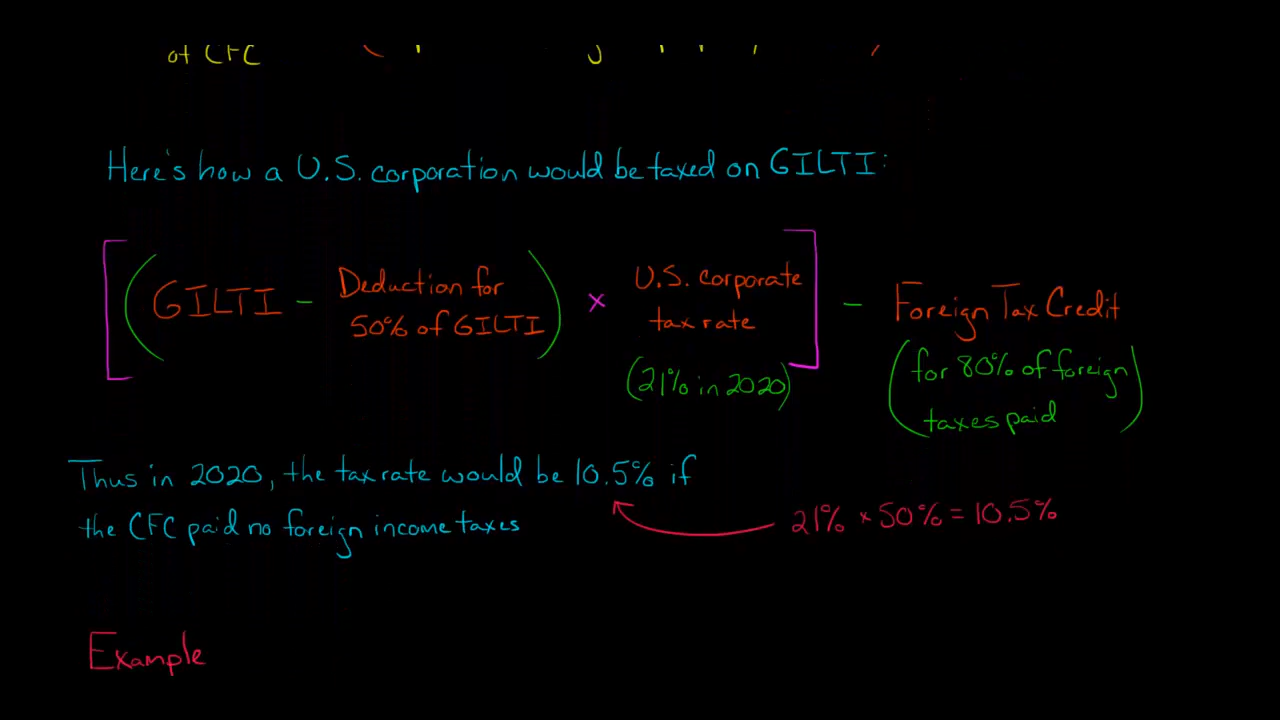 of CFC
Here's how a U.S. corporation would be taxed on GILTI:
(GILTI - Deduction for 50% of GILTI) × U.S. corporate tax rate - Foreign Tax Credit
(21% in 2020)
(for 80% of foreign taxes paid)
Thus in 2020, the tax rate would be 10.5% if
the CFC paid no foreign income taxes
21% × 50% = 10.5%
Example